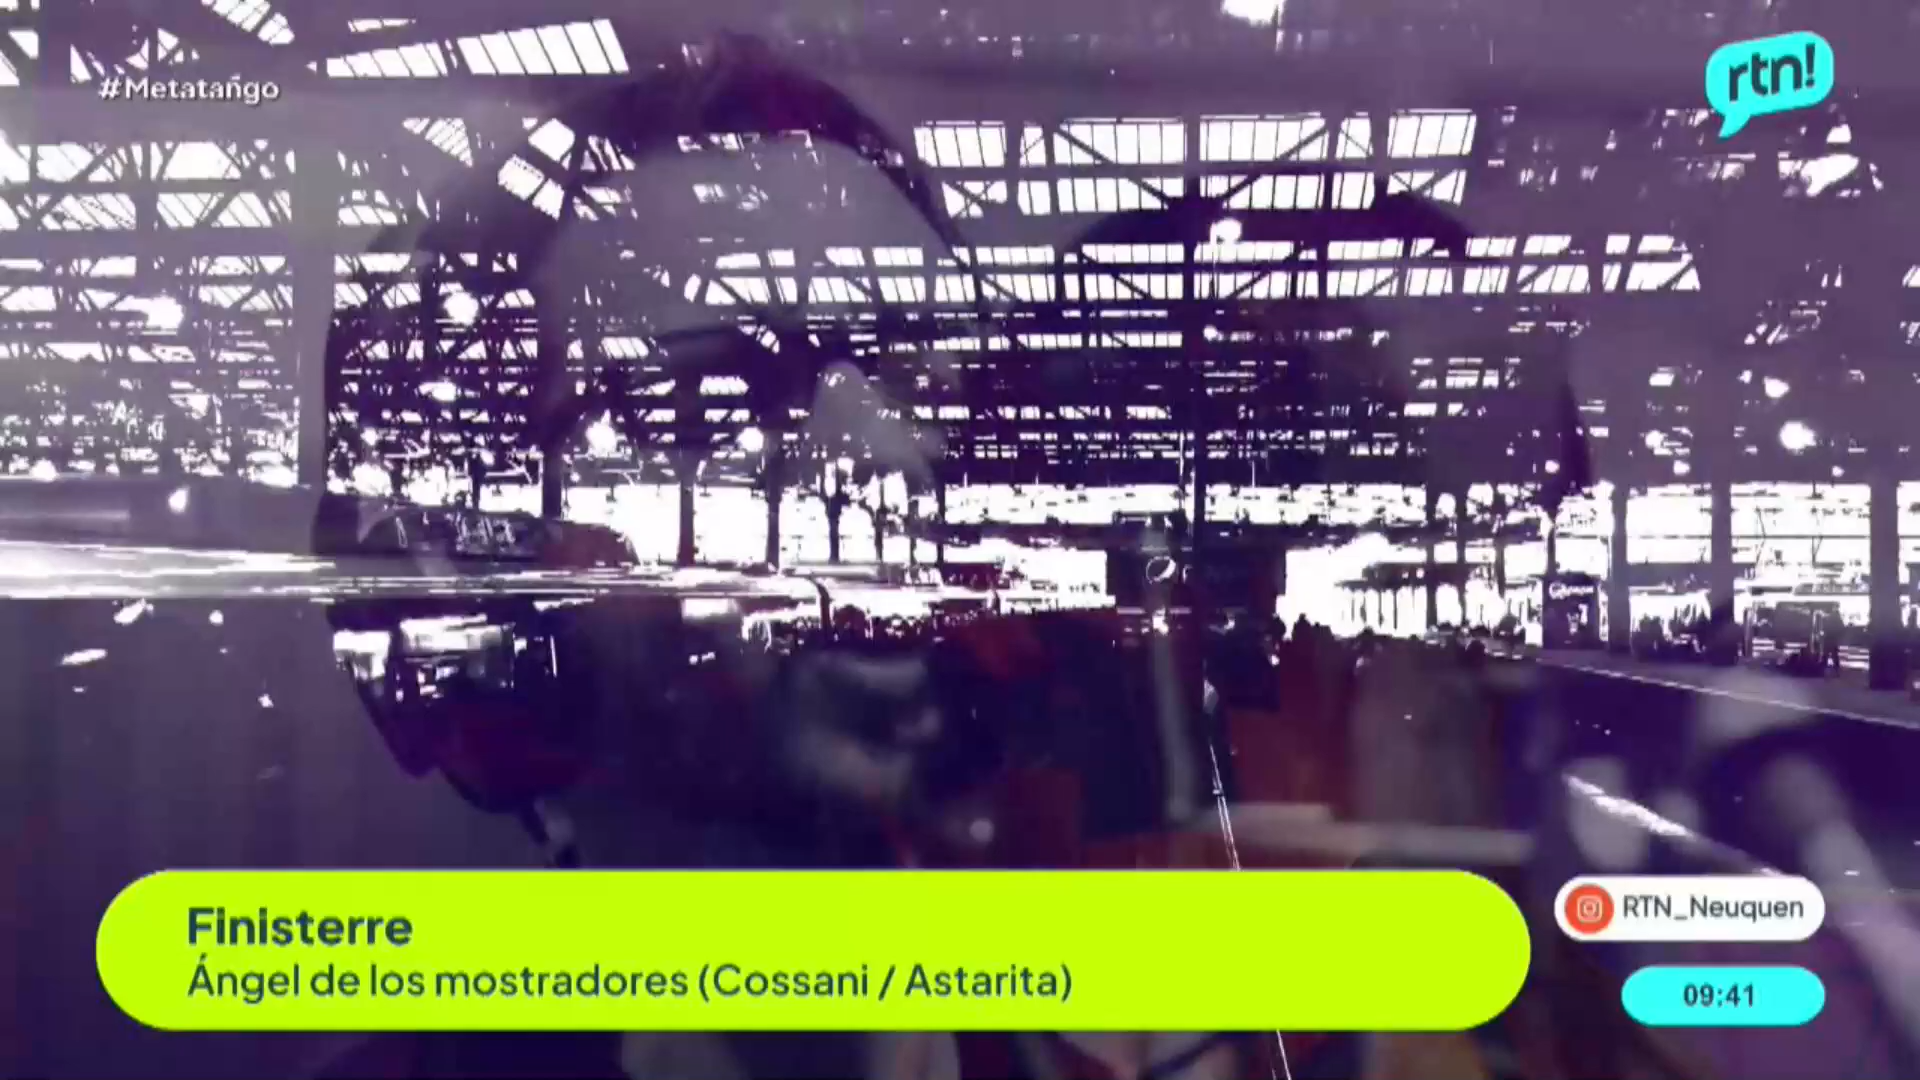 #Metatango
rtn!
Finisterre
Ángel de los mostradores (Cossani / Astarita)
RTN_Neuquen
09:41